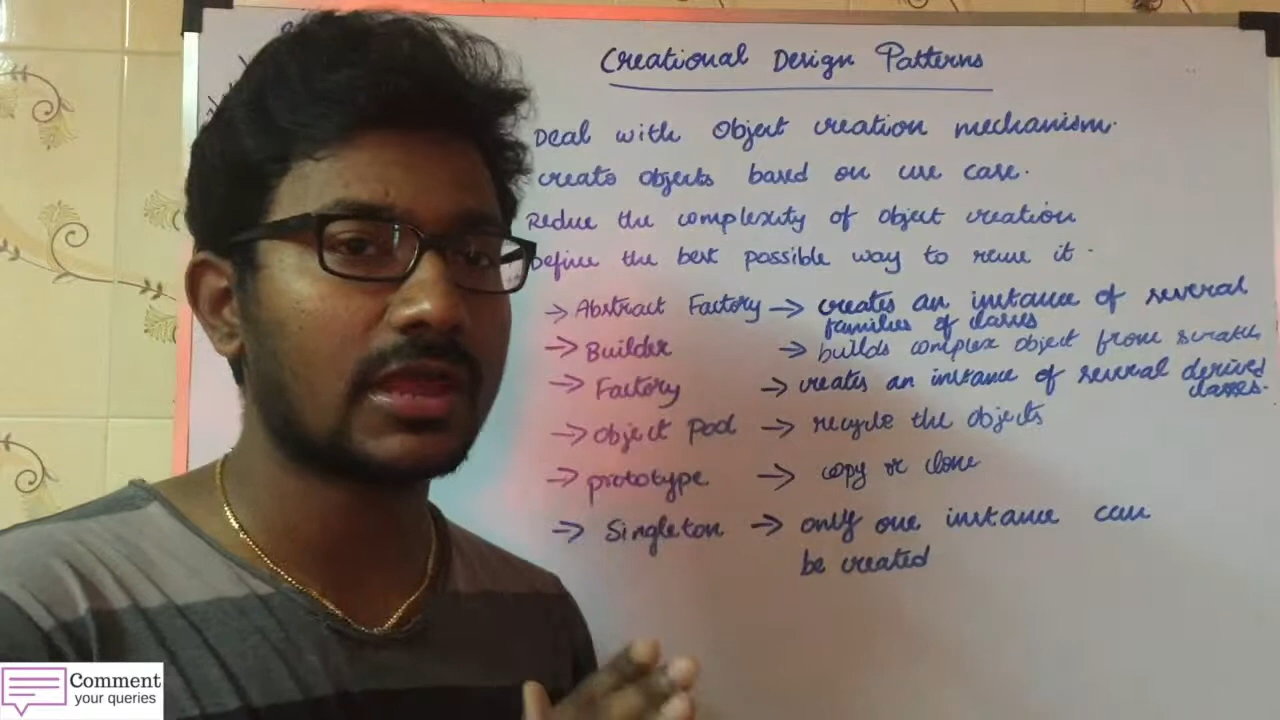 Creational Design Patterns
Deal with Object creation mechanism.
creats objects based on use case.
Reduce the complexity of object creation
Define the best possible way to reuse it.
→ Abstract Factory → creates an instance of several
families of classes
→ Builder → builds complex object from scratch
→ Factory → creates an instance of several derived
classes.
→ Object Pool → recycle the objects
→ prototype → copy or clone
→ Singleton → only one instance can
be created
Comment
your queries